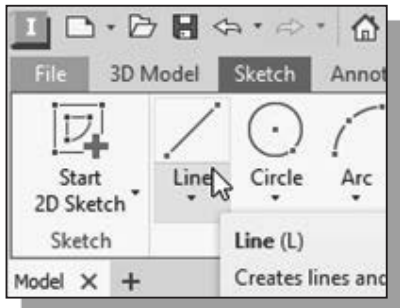 I
File 3D Model Sketch Annot
Start
2D Sketch
Line
Circle
Arc
Sketch
Line (L)
Model × +
Creates lines and